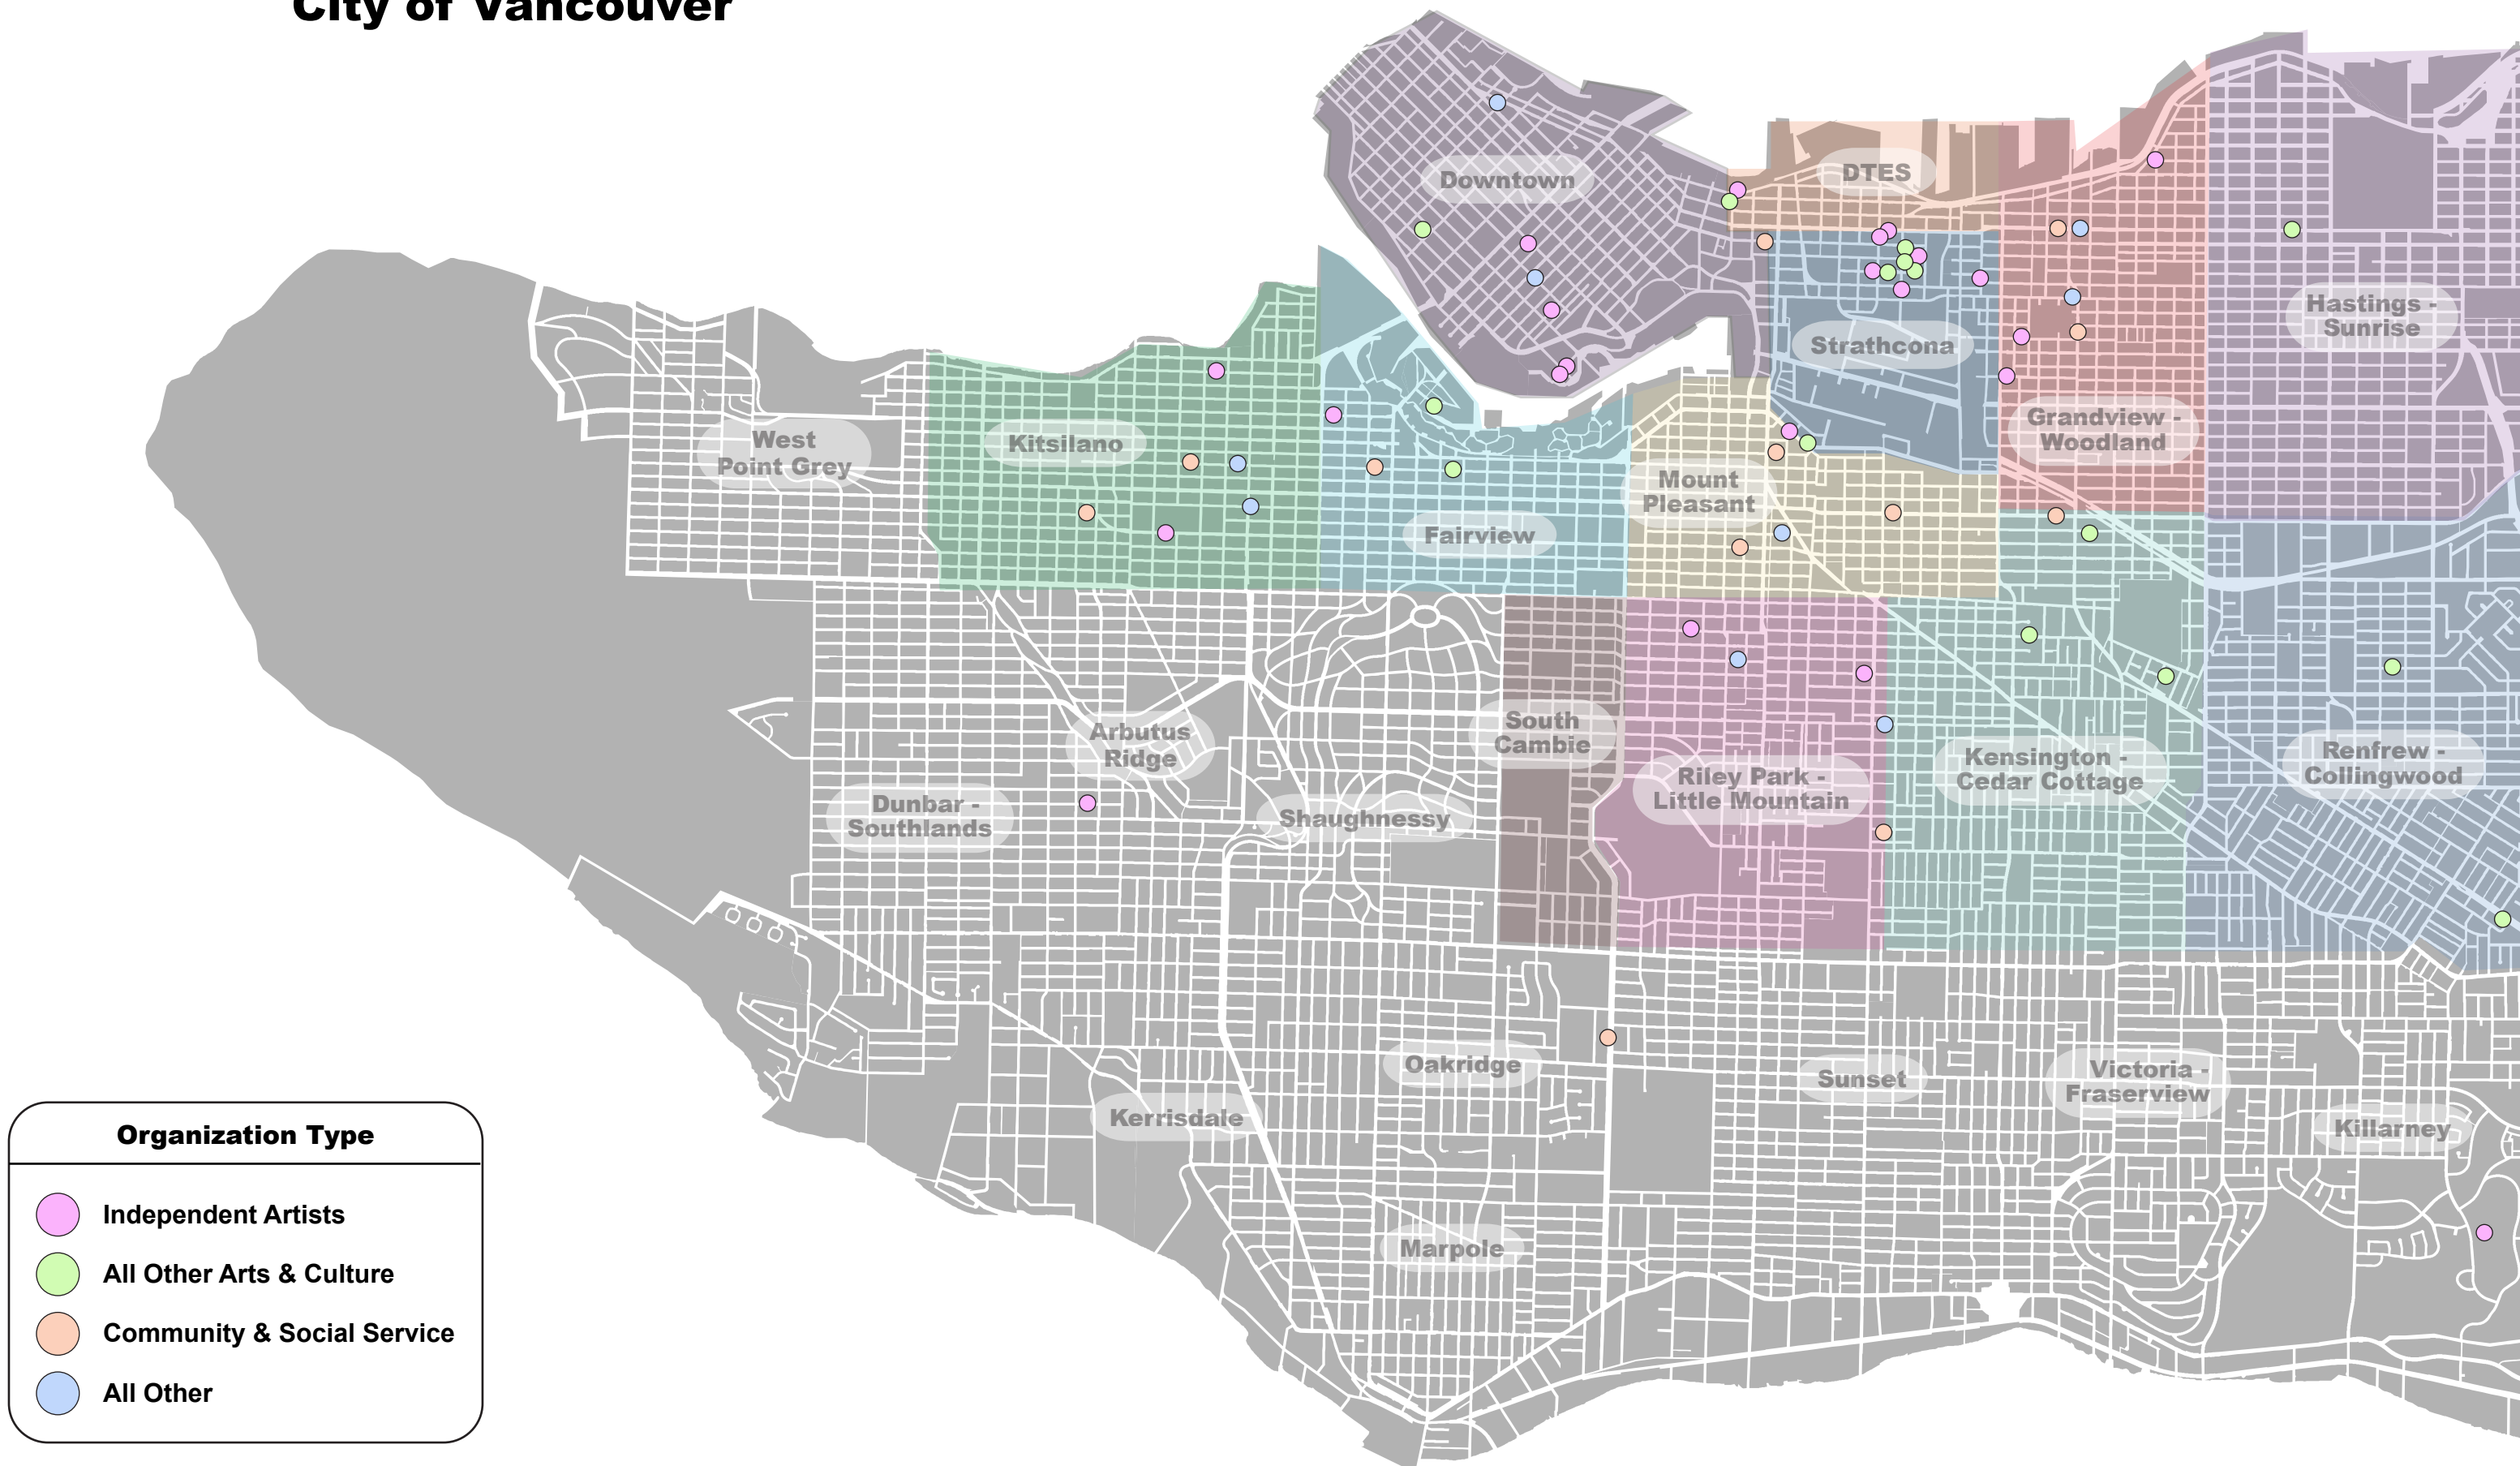 City of Vancouver
Downtown
DTES
Hastings -
Sunrise
Strathcona
Grandview -
Woodland
West
Point Grey
Kitsilano
Mount
Pleasant
Fairview
Arbutus
Ridge
South
Cambie
Riley Park -
Little Mountain
Kensington -
Cedar Cottage
Renfrew -
Collingwood
Dunbar -
Southlands
Shaughnessy
Oakridge
Sunset
Victoria -
Fraserview
Kerrisdale
Killarney
Marpole
Organization Type
Independent Artists
All Other Arts & Culture
Community & Social Service
All Other